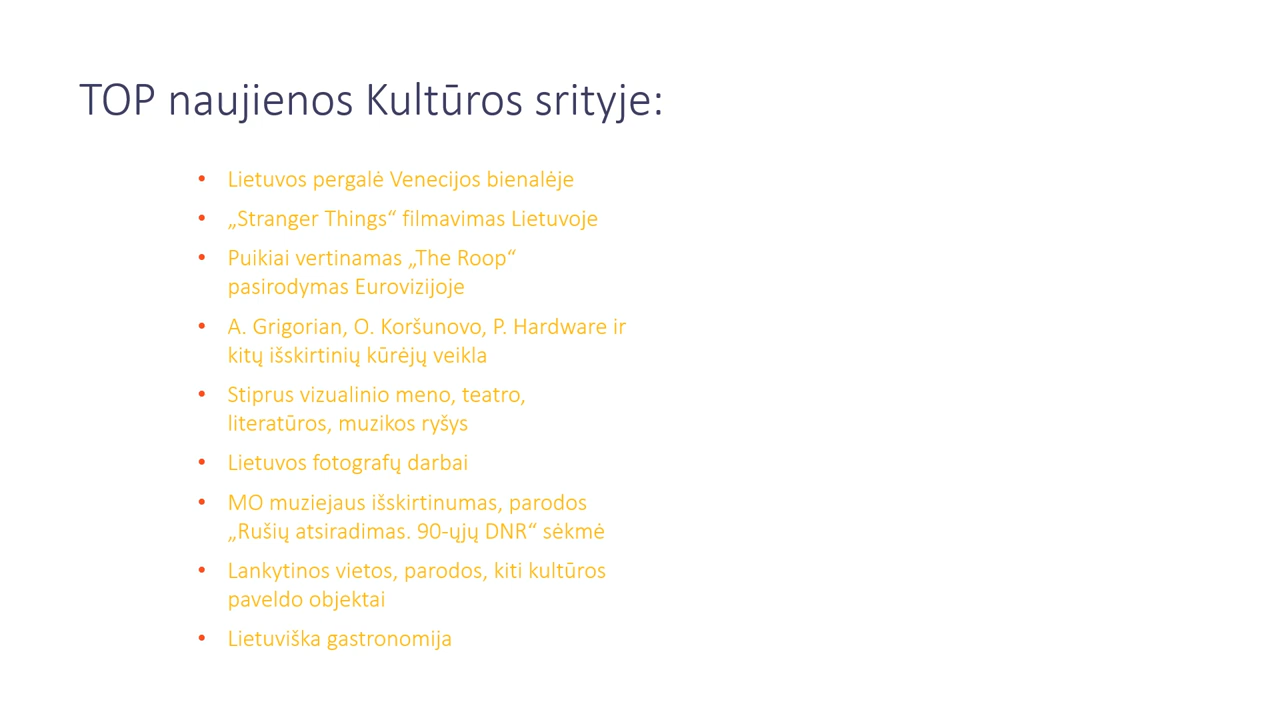 TOP naujienos Kultūros srityje:
• Lietuvos pergalė Venecijos bienalėje
• „Stranger Things“ filmavimas Lietuvoje
• Puikiai vertinamas „The Roop“
pasirodymas Eurovizijoje
• A. Grigorian, O. Koršunovo, P. Hardware ir
kitų išskirtinių kūrėjų veikla
• Stiprus vizualinio meno, teatro,
literatūros, muzikos ryšys
• Lietuvos fotografų darbai
• MO muziejaus išskirtinumas, parodos
„Rušių atsiradimas. 90-ųjų DNR“ sėkmė
• Lankytinos vietos, parodos, kiti kultūros
paveldo objektai
• Lietuviška gastronomija